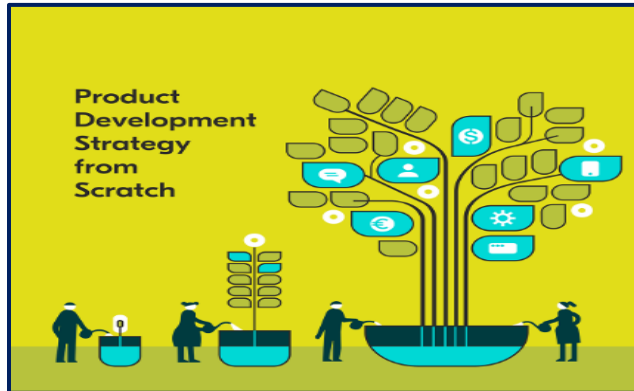 Product
Development
Strategy
from
Scratch
$
€